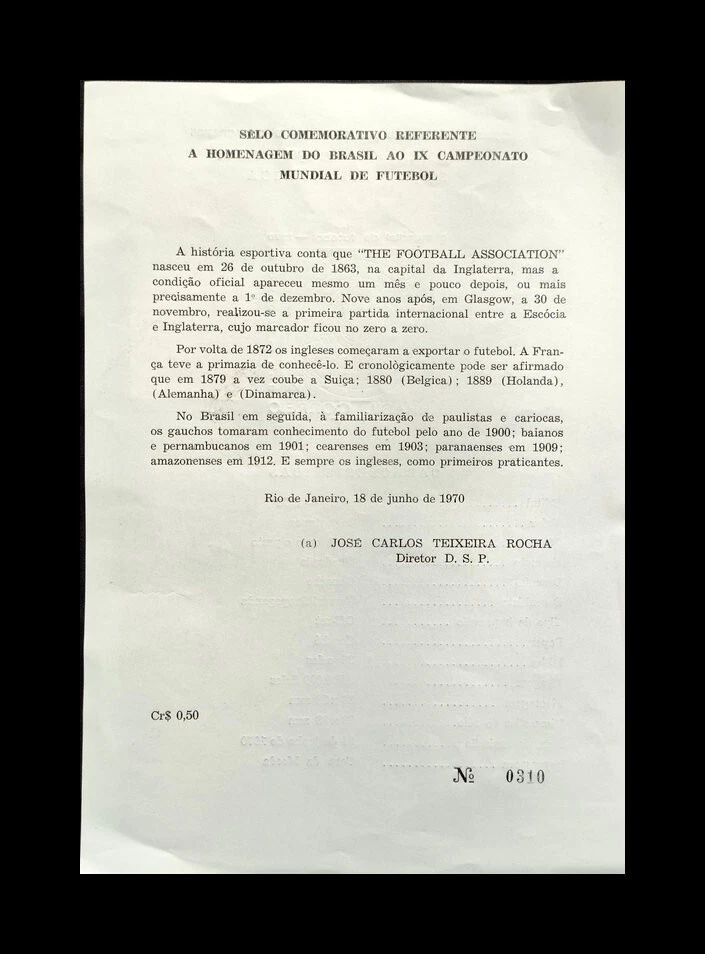 SÊLO COMEMORATIVO REFERENTE
A HOMENAGEM DO BRASIL AO IX CAMPEONATO
MUNDIAL DE FUTEBOL
A história esportiva conta que "THE FOOTBALL ASSOCIATION"
nasceu em 26 de outubro de 1863, na capital da Inglaterra, mas a
condição oficial apareceu mesmo um mês e pouco depois, ou mais
precisamente a 1º de dezembro. Nove anos após, em Glasgow, a 30 de
novembro, realizou-se a primeira partida internacional entre a Escócia
e Inglaterra, cujo marcador ficou no zero a zero.
Por volta de 1872 os ingleses começaram a exportar o futebol. A Fran-
ça teve a primazia de conhecê-lo. E cronològicamente pode ser afirmado
que em 1879 a vez coube a Suiça; 1880 (Belgica); 1889 (Holanda),
(Alemanha) e (Dinamarca).
No Brasil em seguida, à familiarização de paulistas e cariocas,
os gauchos tomaram conhecimento do futebol pelo ano de 1900; baianos
e pernambucanos em 1901; cearenses em 1903; paranaenses em 1909;
amazonenses em 1912. E sempre os ingleses, como primeiros praticantes.
Rio de Janeiro, 18 de junho de 1970
(a) JOSÉ CARLOS TEIXEIRA ROCHA
Diretor D. S. P.
Cr$ 0,50
Nº 0310